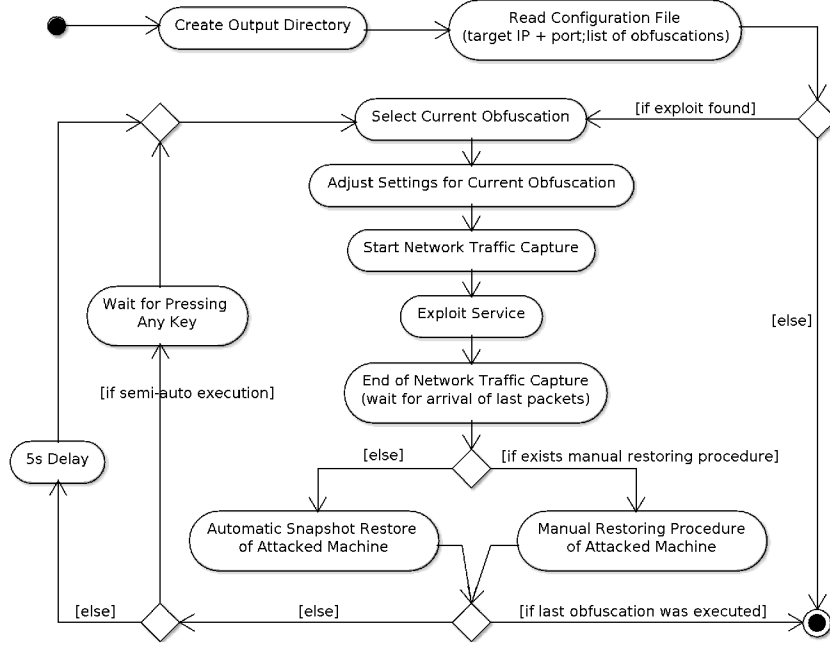 Create Output Directory
Read Configuration File
(target IP + port;list of obfuscations)
Select Current Obfuscation
[if exploit found]
Adjust Settings for Current Obfuscation
Start Network Traffic Capture
Wait for Pressing
Any Key
Exploit Service
[else]
End of Network Traffic Capture
(wait for arrival of last packets)
[if semi-auto execution]
5s Delay
[else]
[if exists manual restoring procedure]
Automatic Snapshot Restore
of Attacked Machine
Manual Restoring Procedure
of Attacked Machine
[else]
[else]
[if last obfuscation was executed]